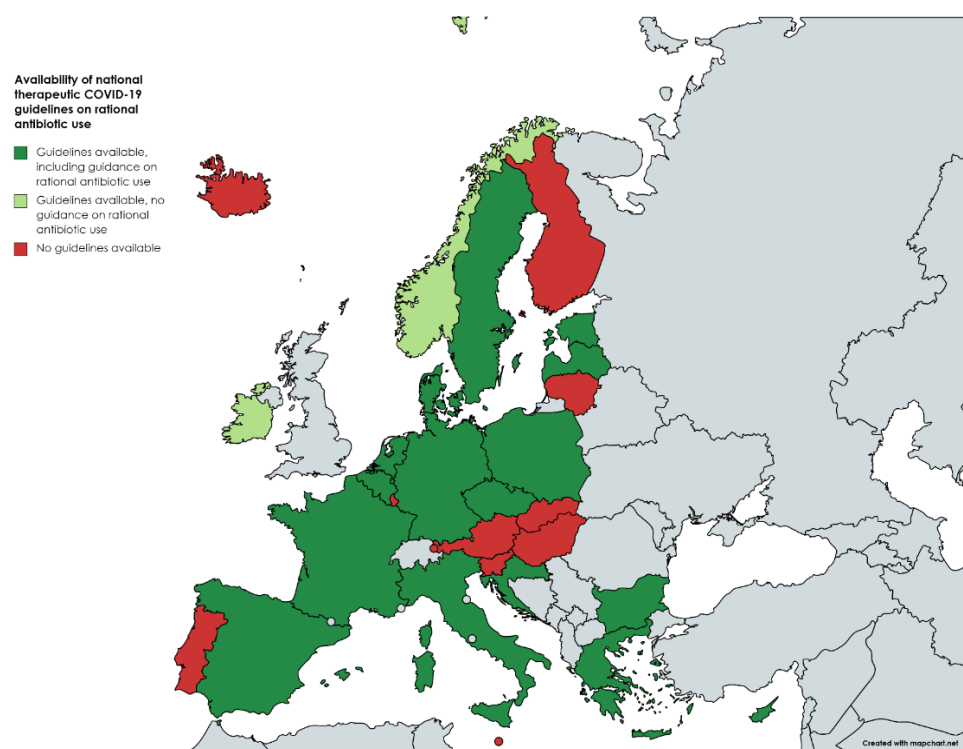 Availability of national
therapeutic COVID-19
guidelines on rational
antibiotic use
Guidelines available,
including guidance on
rational antibiotic use
Guidelines available, no
guidance on rational
antibiotic use
No guidelines available
Created with mapchart.net